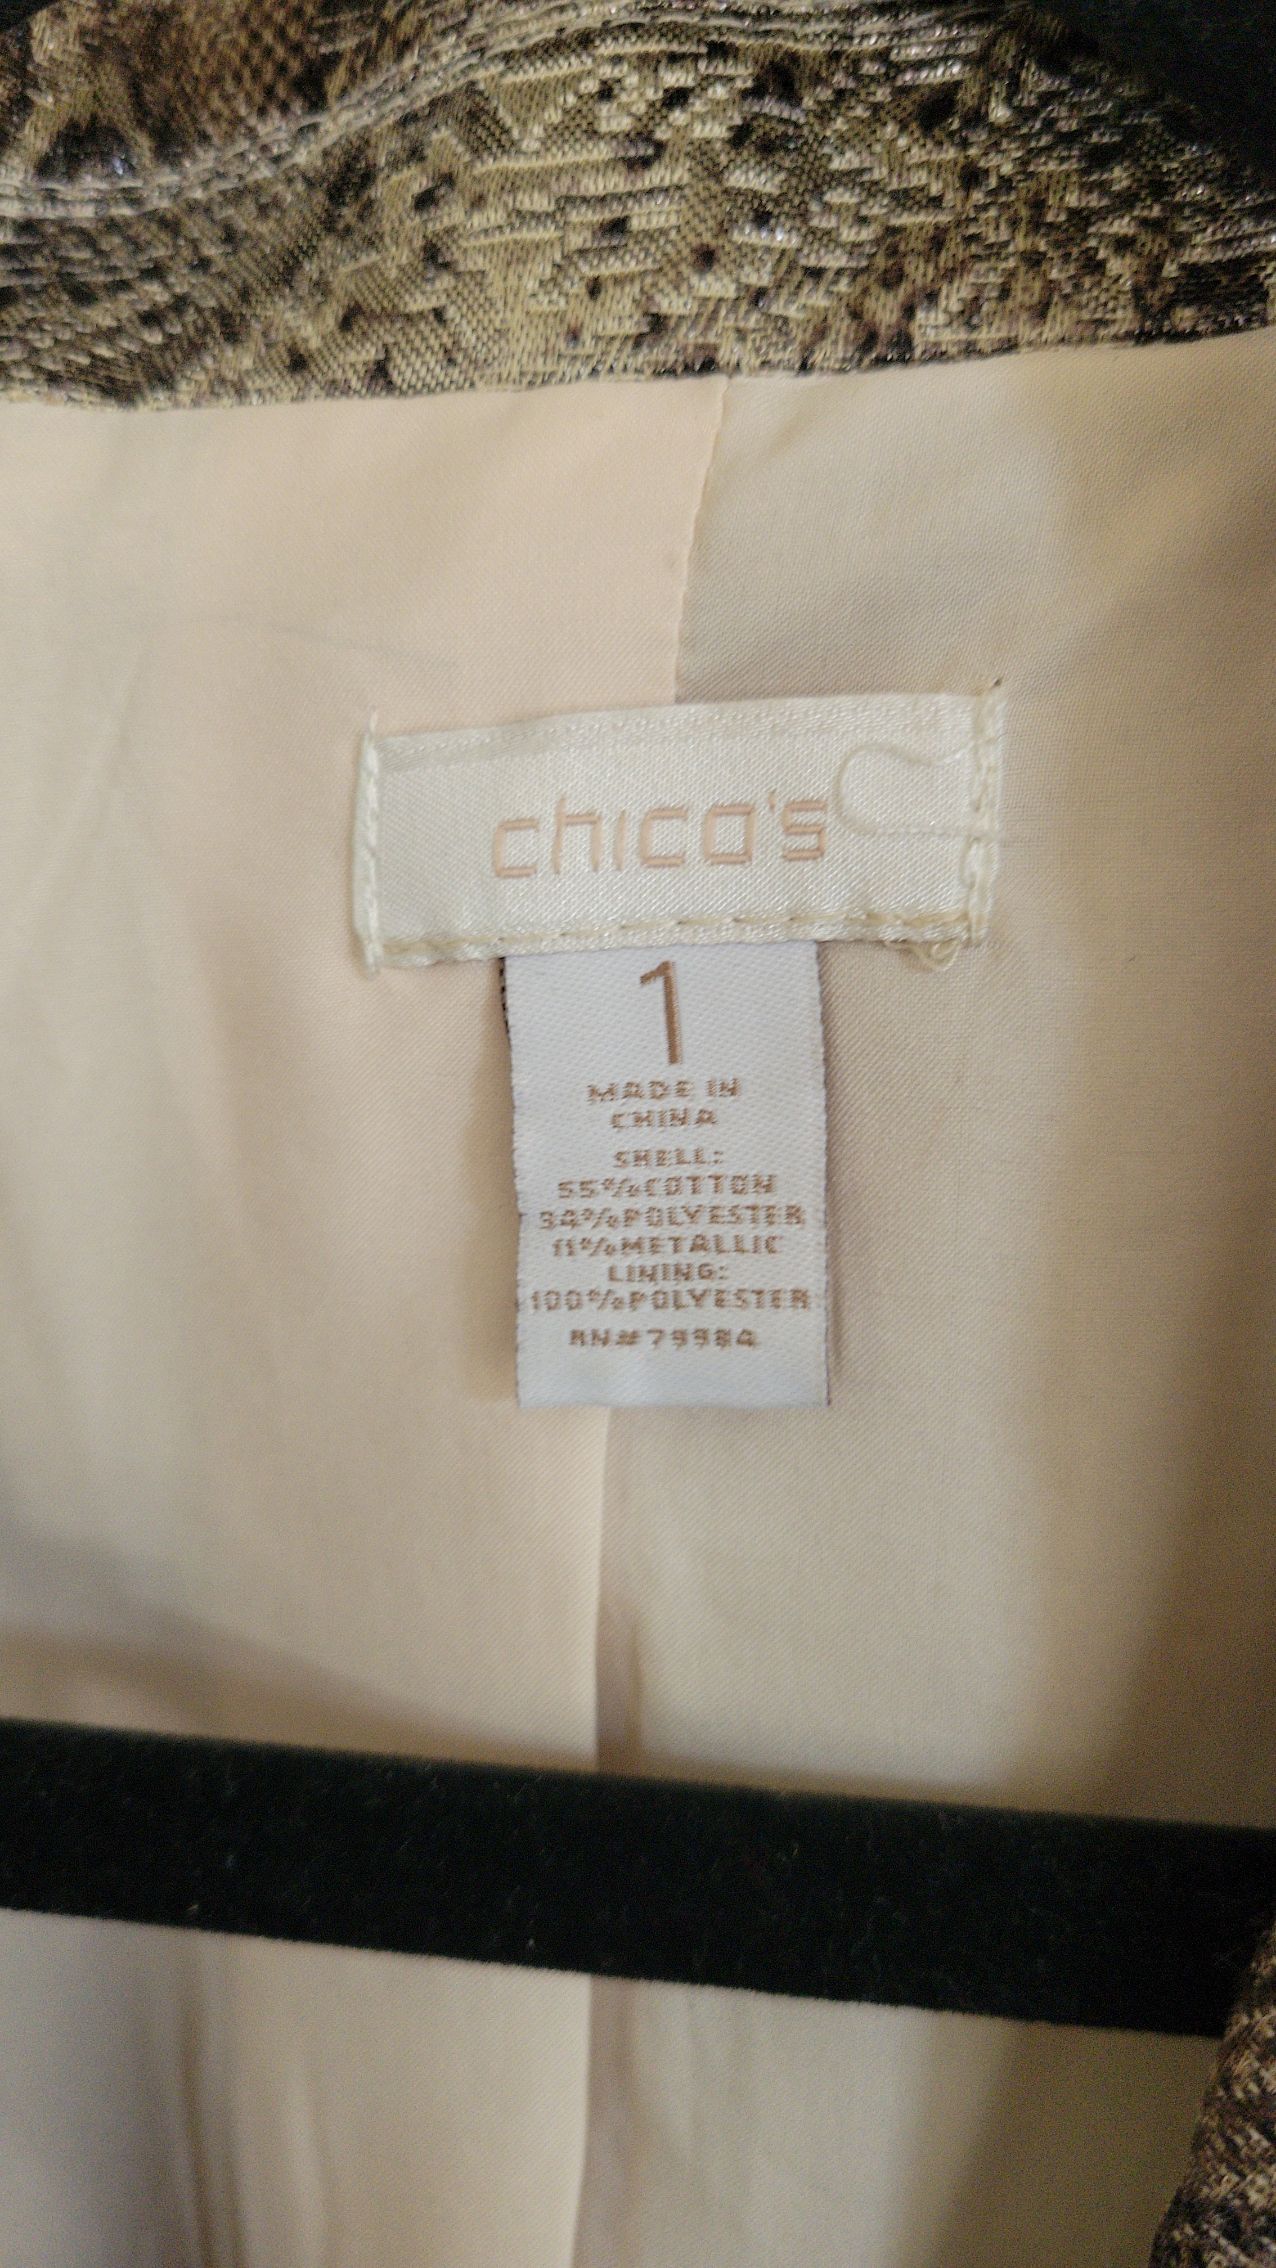 chico's
1
MADE IN
CHINA
SHELL:
55%COTTON
34%POLYESTER
11%METALLIC
LINING:
100%POLYESTER
RN#79984